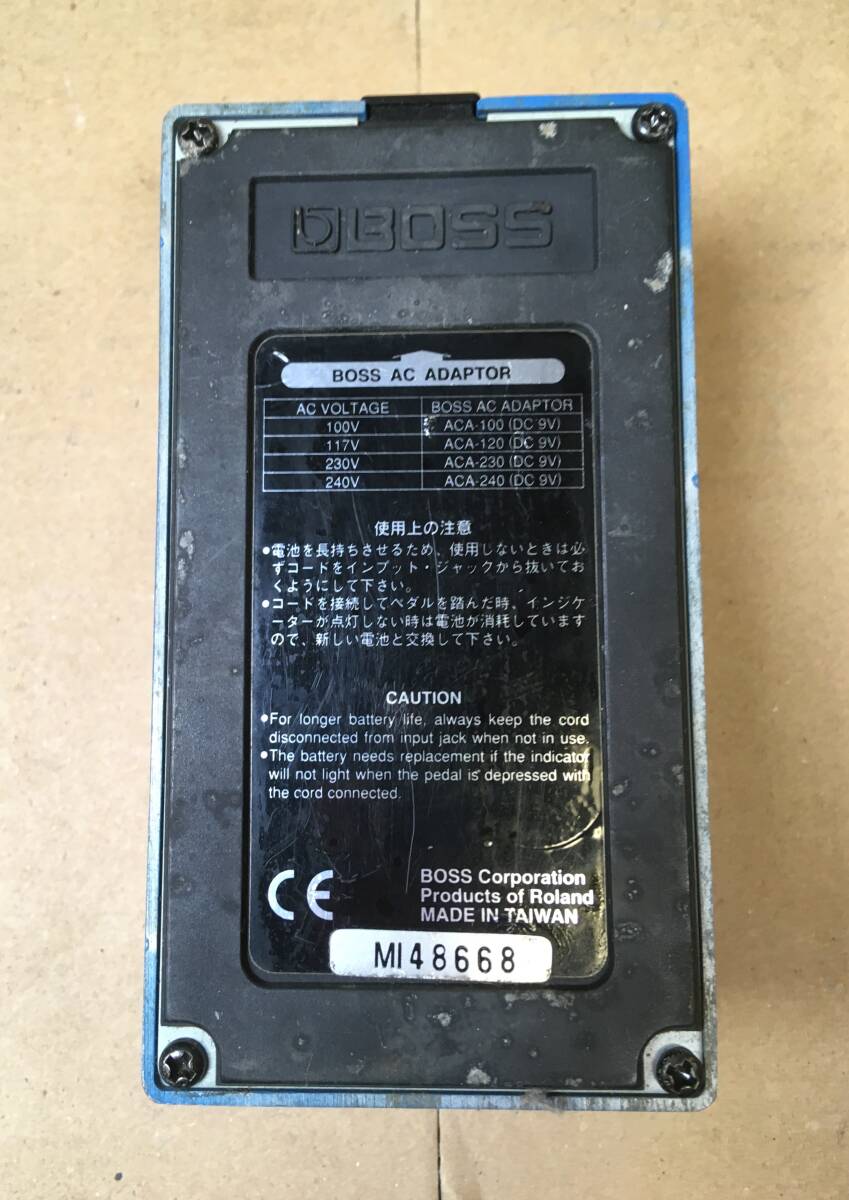 BOSS
BOSS AC ADAPTOR
AC VOLTAGE BOSS AC ADAPTOR
100V ACA-100 (DC 9V)
117V ACA-120 (DC 9V)
230V ACA-230 (DC 9V)
240V ACA-240 (DC 9V)
使用上の注意
●電池を長持ちさせるため、使用しないときは必
ずコードをインプット・ジャックから抜いてお
くようにして下さい。
●コードを接続してペダルを踏んだ時、インジケ
ーターが点灯しない時は電池が消耗しています
ので、新しい電池と交換して下さい。
CAUTION
●For longer battery life, always keep the cord
disconnected from input jack when not in use.
●The battery needs replacement if the indicator
will not light when the pedal is depressed with
the cord connected.
CE
BOSS Corporation
Products of Roland
MADE IN TAIWAN
MI48668